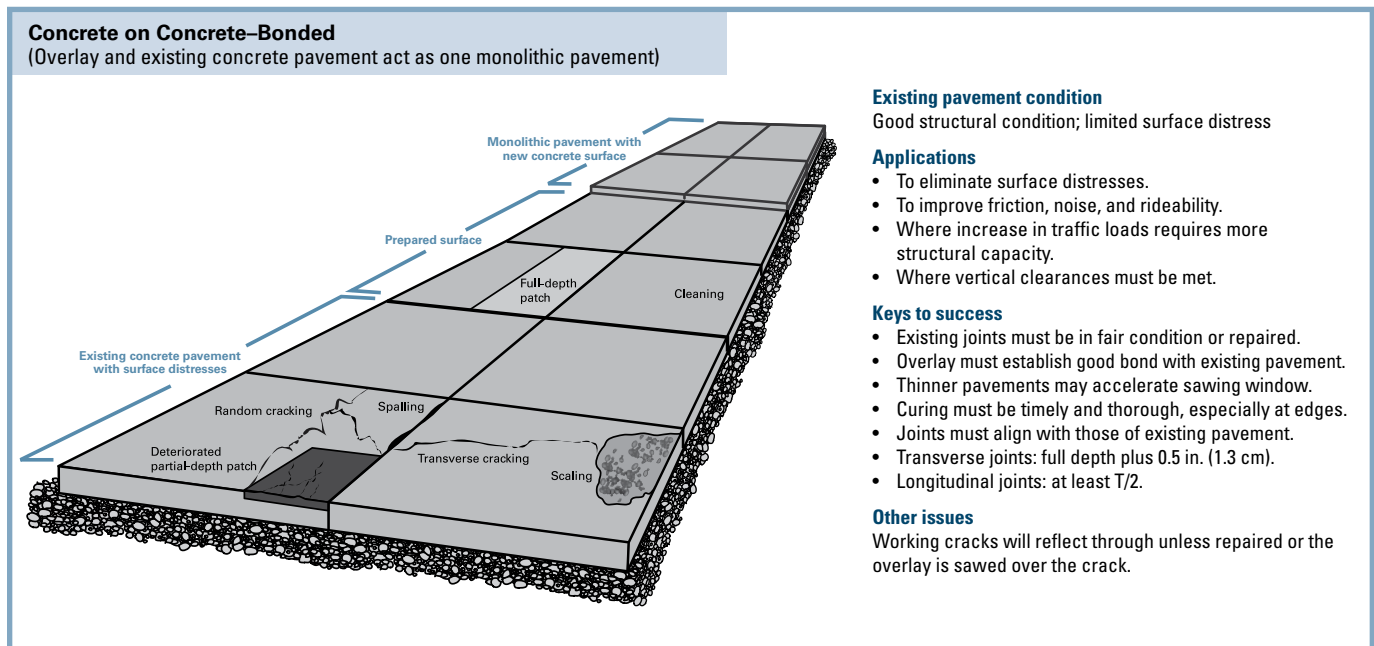 Concrete on Concrete–Bonded
(Overlay and existing concrete pavement act as one monolithic pavement)
Monolithic pavement with
new concrete surface
Prepared surface
Full-depth
patch
Cleaning
Existing concrete pavement
with surface distresses
Random cracking
Spalling
Deteriorated
partial-depth patch
Transverse cracking
Scaling
Existing pavement condition
Good structural condition; limited surface distress
Applications
• To eliminate surface distresses.
• To improve friction, noise, and rideability.
• Where increase in traffic loads requires more
structural capacity.
• Where vertical clearances must be met.
Keys to success
• Existing joints must be in fair condition or repaired.
• Overlay must establish good bond with existing pavement.
• Thinner pavements may accelerate sawing window.
• Curing must be timely and thorough, especially at edges.
• Joints must align with those of existing pavement.
• Transverse joints: full depth plus 0.5 in. (1.3 cm).
• Longitudinal joints: at least T/2.
Other issues
Working cracks will reflect through unless repaired or the
overlay is sawed over the crack.